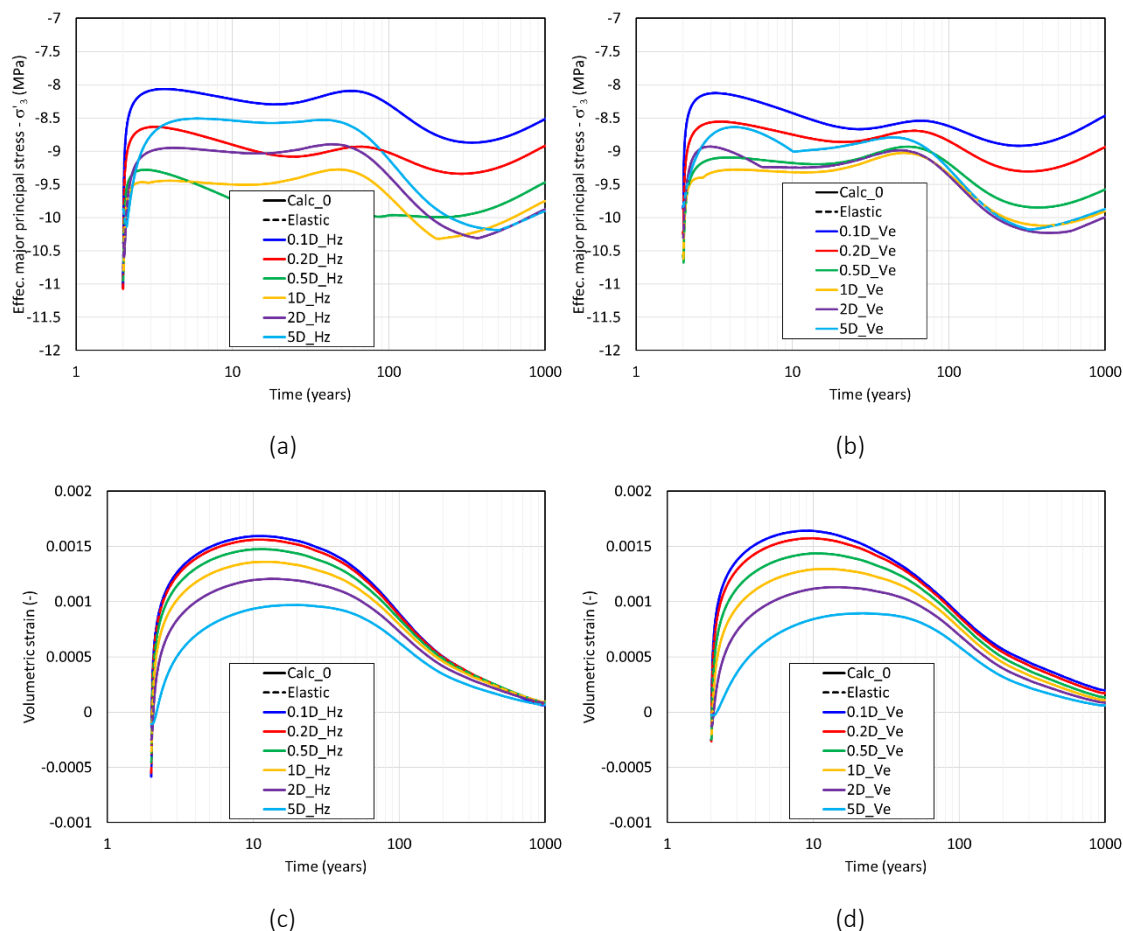 -7
-7.5
-8
-8.5
-9
-9.5
-10
-10.5
-11
-11.5
-12
Effec. major principal stress - σ'3 (MPa)
Calc_0
Elastic
0.1D_Hz
0.2D_Hz
0.5D_Hz
1D_Hz
2D_Hz
5D_Hz
1 10 100 1000
Time (years)
(a)
-7
-7.5
-8
-8.5
-9
-9.5
-10
-10.5
-11
-11.5
-12
Effec. major principal stress - σ'3 (MPa)
Calc_0
Elastic
0.1D_Ve
0.2D_Ve
0.5D_Ve
1D_Ve
2D_Ve
5D_Ve
1 10 100 1000
Time (years)
(b)
0.002
0.0015
0.001
0.0005
0
-0.0005
-0.001
Volumetric strain (-)
Calc_0
Elastic
0.1D_Hz
0.2D_Hz
0.5D_Hz
1D_Hz
2D_Hz
5D_Hz
1 10 100 1000
Time (years)
(c)
0.002
0.0015
0.001
0.0005
0
-0.0005
-0.001
Volumetric strain (-)
Calc_0
Elastic
0.1D_Ve
0.2D_Ve
0.5D_Ve
1D_Ve
2D_Ve
5D_Ve
1 10 100 1000
Time (years)
(d)